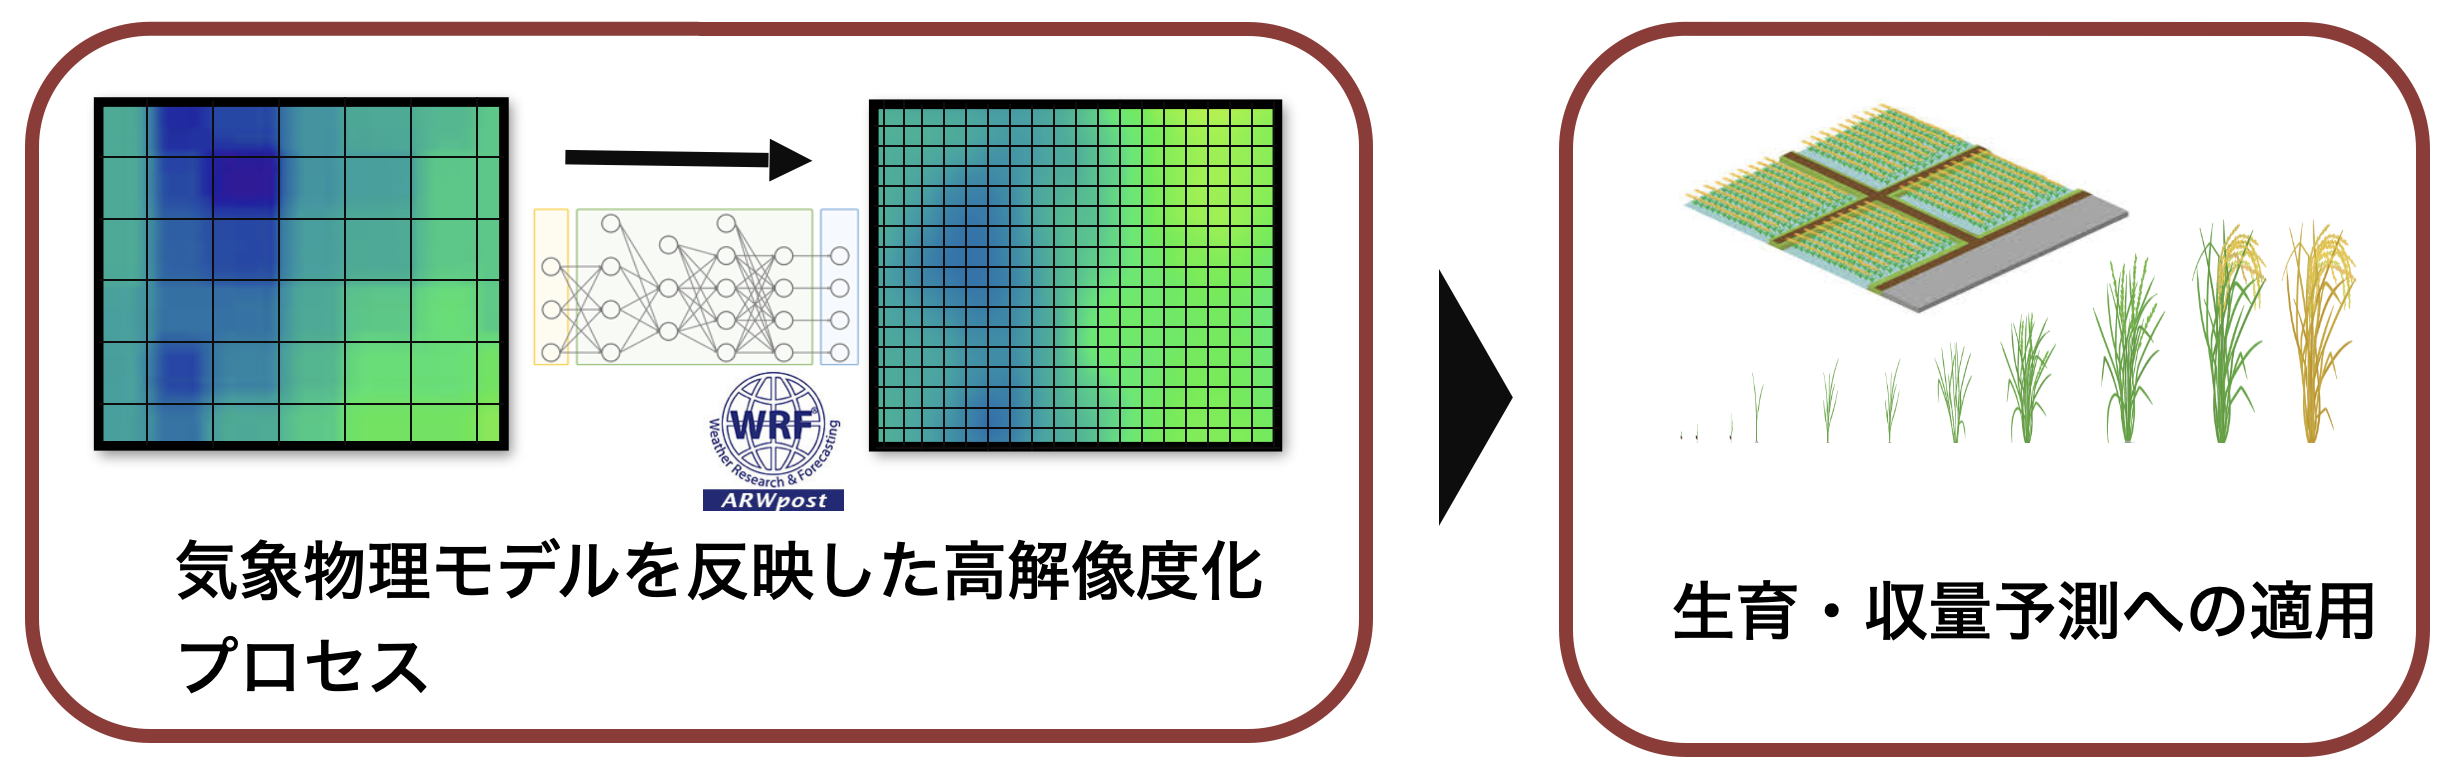 WRF®
Weather Research & Forecasting
ARWpost
気象物理モデルを反映した高解像度化
プロセス
生育・収量予測への適用